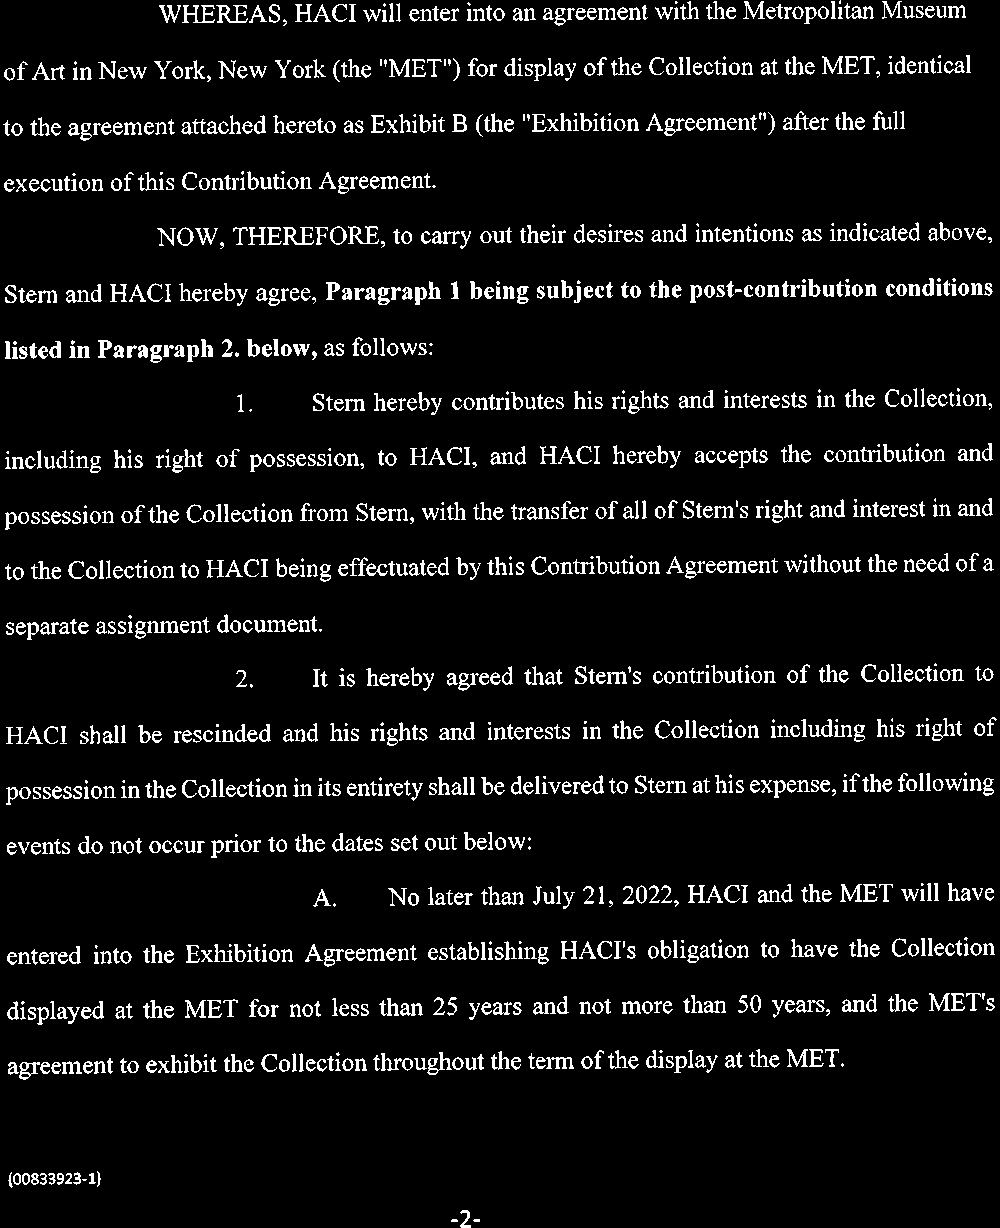 WHEREAS, HACI will enter into an agreement with the Metropolitan Museum
of Art in New York, New York (the "MET") for display of the Collection at the MET, identical
to the agreement attached hereto as Exhibit B (the "Exhibition Agreement") after the full
execution of this Contribution Agreement.
NOW, THEREFORE, to carry out their desires and intentions as indicated above,
Stern and HACI hereby agree, Paragraph 1 being subject to the post-contribution conditions
listed in Paragraph 2. below, as follows:
1. Stern hereby contributes his rights and interests in the Collection,
including his right of possession, to HACI, and HACI hereby accepts the contribution and
possession of the Collection from Stern, with the transfer of all of Stern's right and interest in and
to the Collection to HACI being effectuated by this Contribution Agreement without the need of a
separate assignment document.
2. It is hereby agreed that Stern's contribution of the Collection to
HACI shall be rescinded and his rights and interests in the Collection including his right of
possession in the Collection in its entirety shall be delivered to Stern at his expense, if the following
events do not occur prior to the dates set out below:
A. No later than July 21, 2022, HACI and the MET will have
entered into the Exhibition Agreement establishing HACI's obligation to have the Collection
displayed at the MET for not less than 25 years and not more than 50 years, and the MET's
agreement to exhibit the Collection throughout the term of the display at the MET.
{00833923-1}
-2-